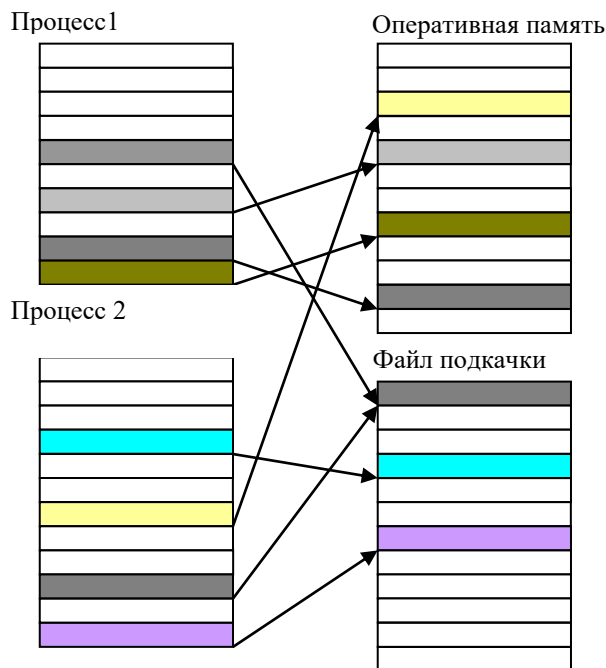 Процесс1
Оперативная память
Процесс 2
Файл подкачки